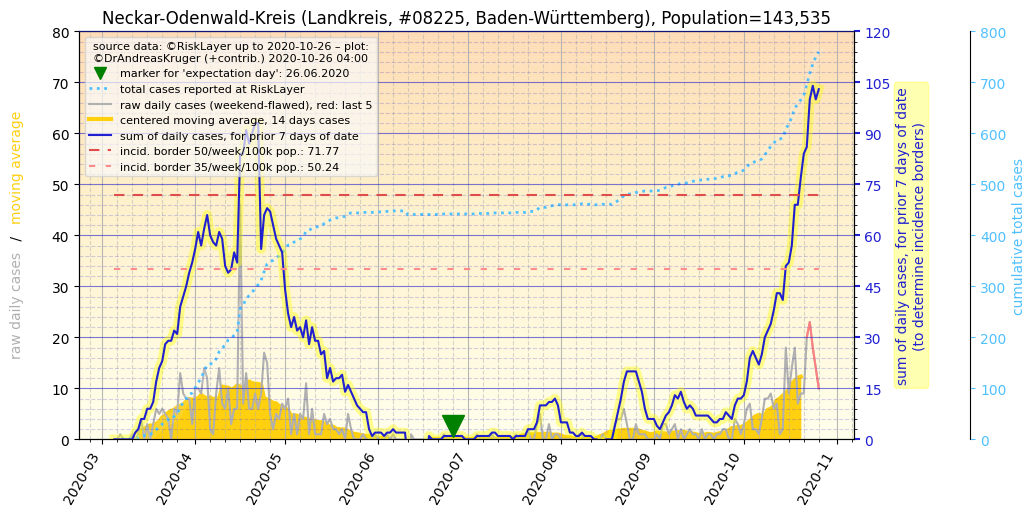 Neckar-Odenwald-Kreis (Landkreis, #08225, Baden-Württemberg), Population=143,535
source data: ©RiskLayer up to 2020-10-26 – plot:
©DrAndreasKruger (+contrib.) 2020-10-26 04:00
marker for 'expectation day': 26.06.2020
total cases reported at RiskLayer
raw daily cases (weekend-flawed), red: last 5
centered moving average, 14 days cases
sum of daily cases, for prior 7 days of date
incid. border 50/week/100k pop.: 71.77
incid. border 35/week/100k pop.: 50.24
raw daily cases / moving average
80
70
60
50
40
30
20
10
0
120
105
90
75
60
45
30
15
0
sum of daily cases, for prior 7 days of date
(to determine incidence borders)
800
700
600
500
400
300
200
100
0
cumulative total cases
2020-03
2020-04
2020-05
2020-06
2020-07
2020-08
2020-09
2020-10
2020-11